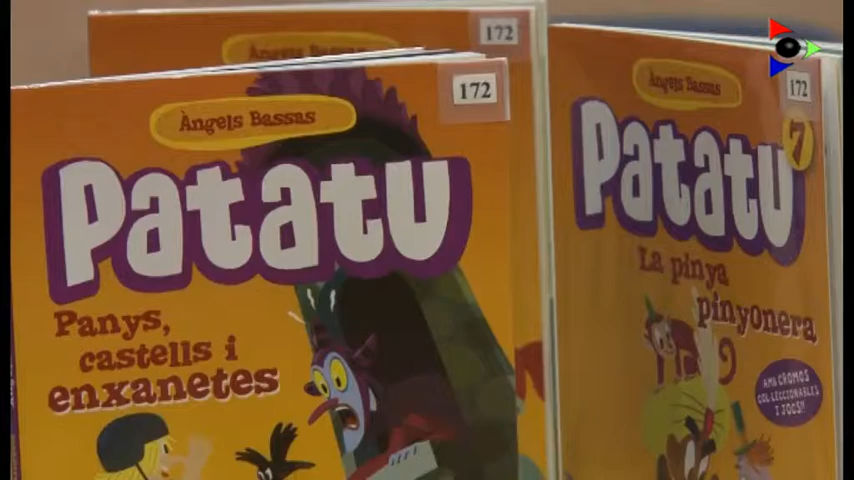 Àngels Bassas
172
172
Àngels Bassas
Patatu
Panys,
castells i
enxanetes
Àngels Bassas
172
Patatu
7
La pinya
pinyonera
AMB CROMOS
COL·LECCIONABLES
I JOCS!!